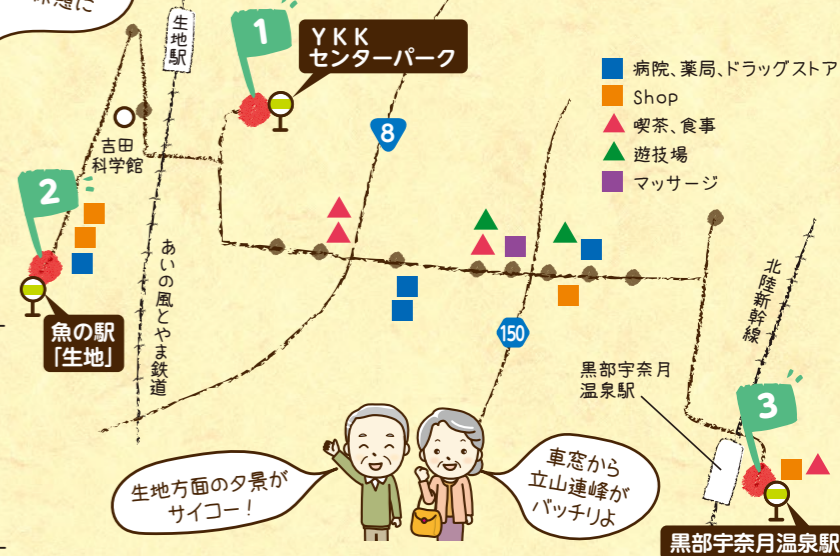 生地駅
1
YKK
センターパーク
病院、薬局、ドラッグストア
Shop
喫茶、食事
遊技場
マッサージ
8
吉田
科学館
2
あいの風とやま鉄道
魚の駅
「生地」
150
北陸新幹線
黒部宇奈月
温泉駅
3
生地方面の夕景が
サイコー!
車窓から
立山連峰が
バッチリよ
黒部宇奈月温泉駅